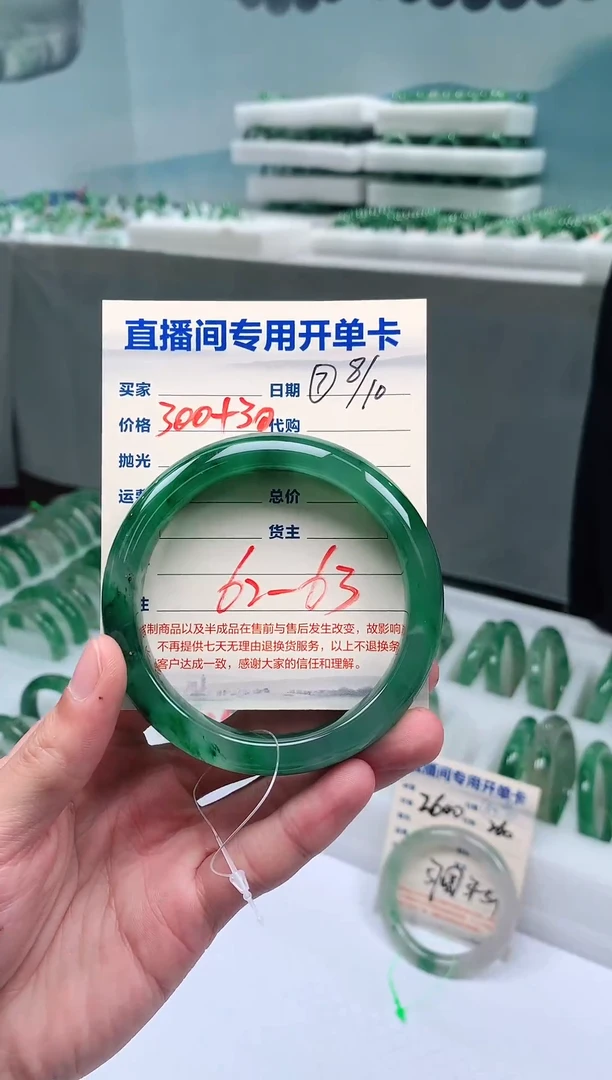 直播间专用开单卡
买家 日期 ⑦ 8/10
价格 300+30 代购
抛光
运 总价
货主
62-63
制商品以及半成品在售前与售后发生改变，故影响
不再提供七天无理由退换货服务，以上不退换条
客户达成一致，感谢大家的信任和理解。
直播间专用开单卡
2600 260